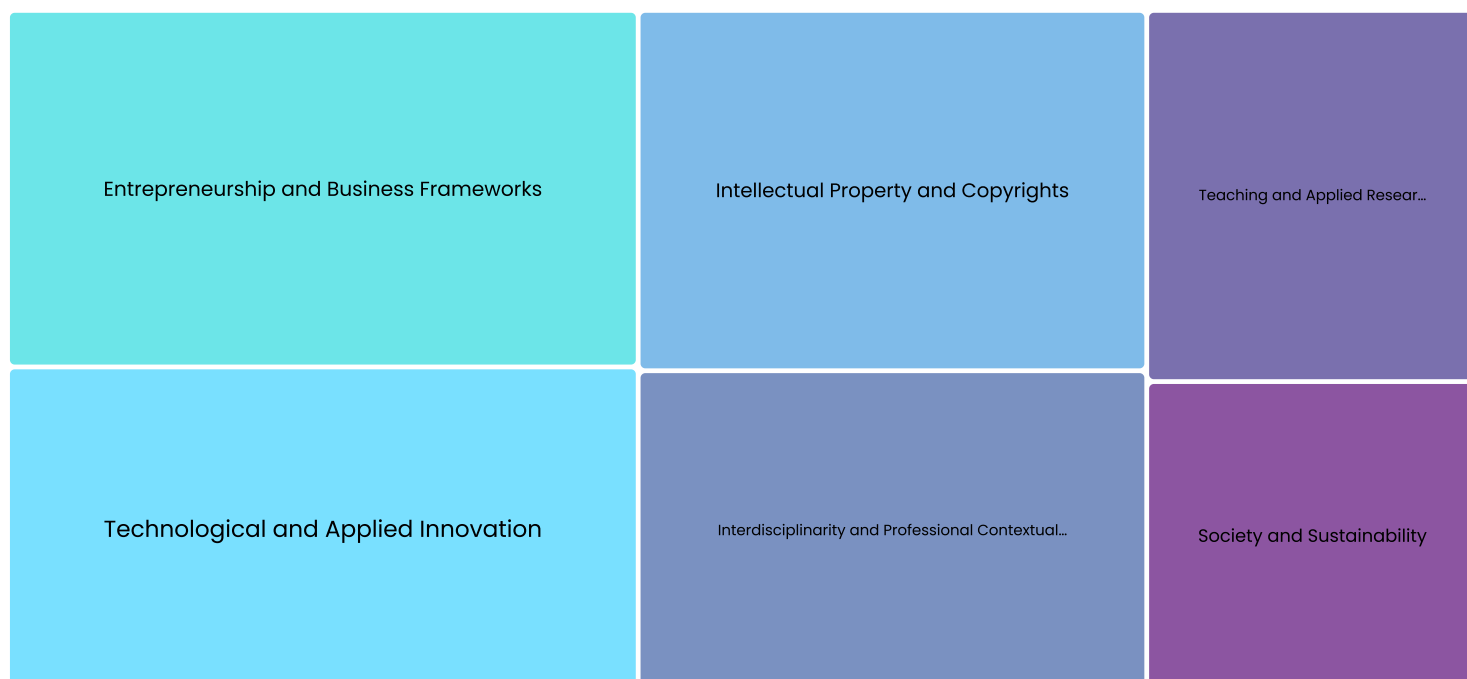 Entrepreneurship and Business Frameworks
Intellectual Property and Copyrights
Teaching and Applied Resear...
Technological and Applied Innovation
Interdisciplinarity and Professional Contextual...
Society and Sustainability